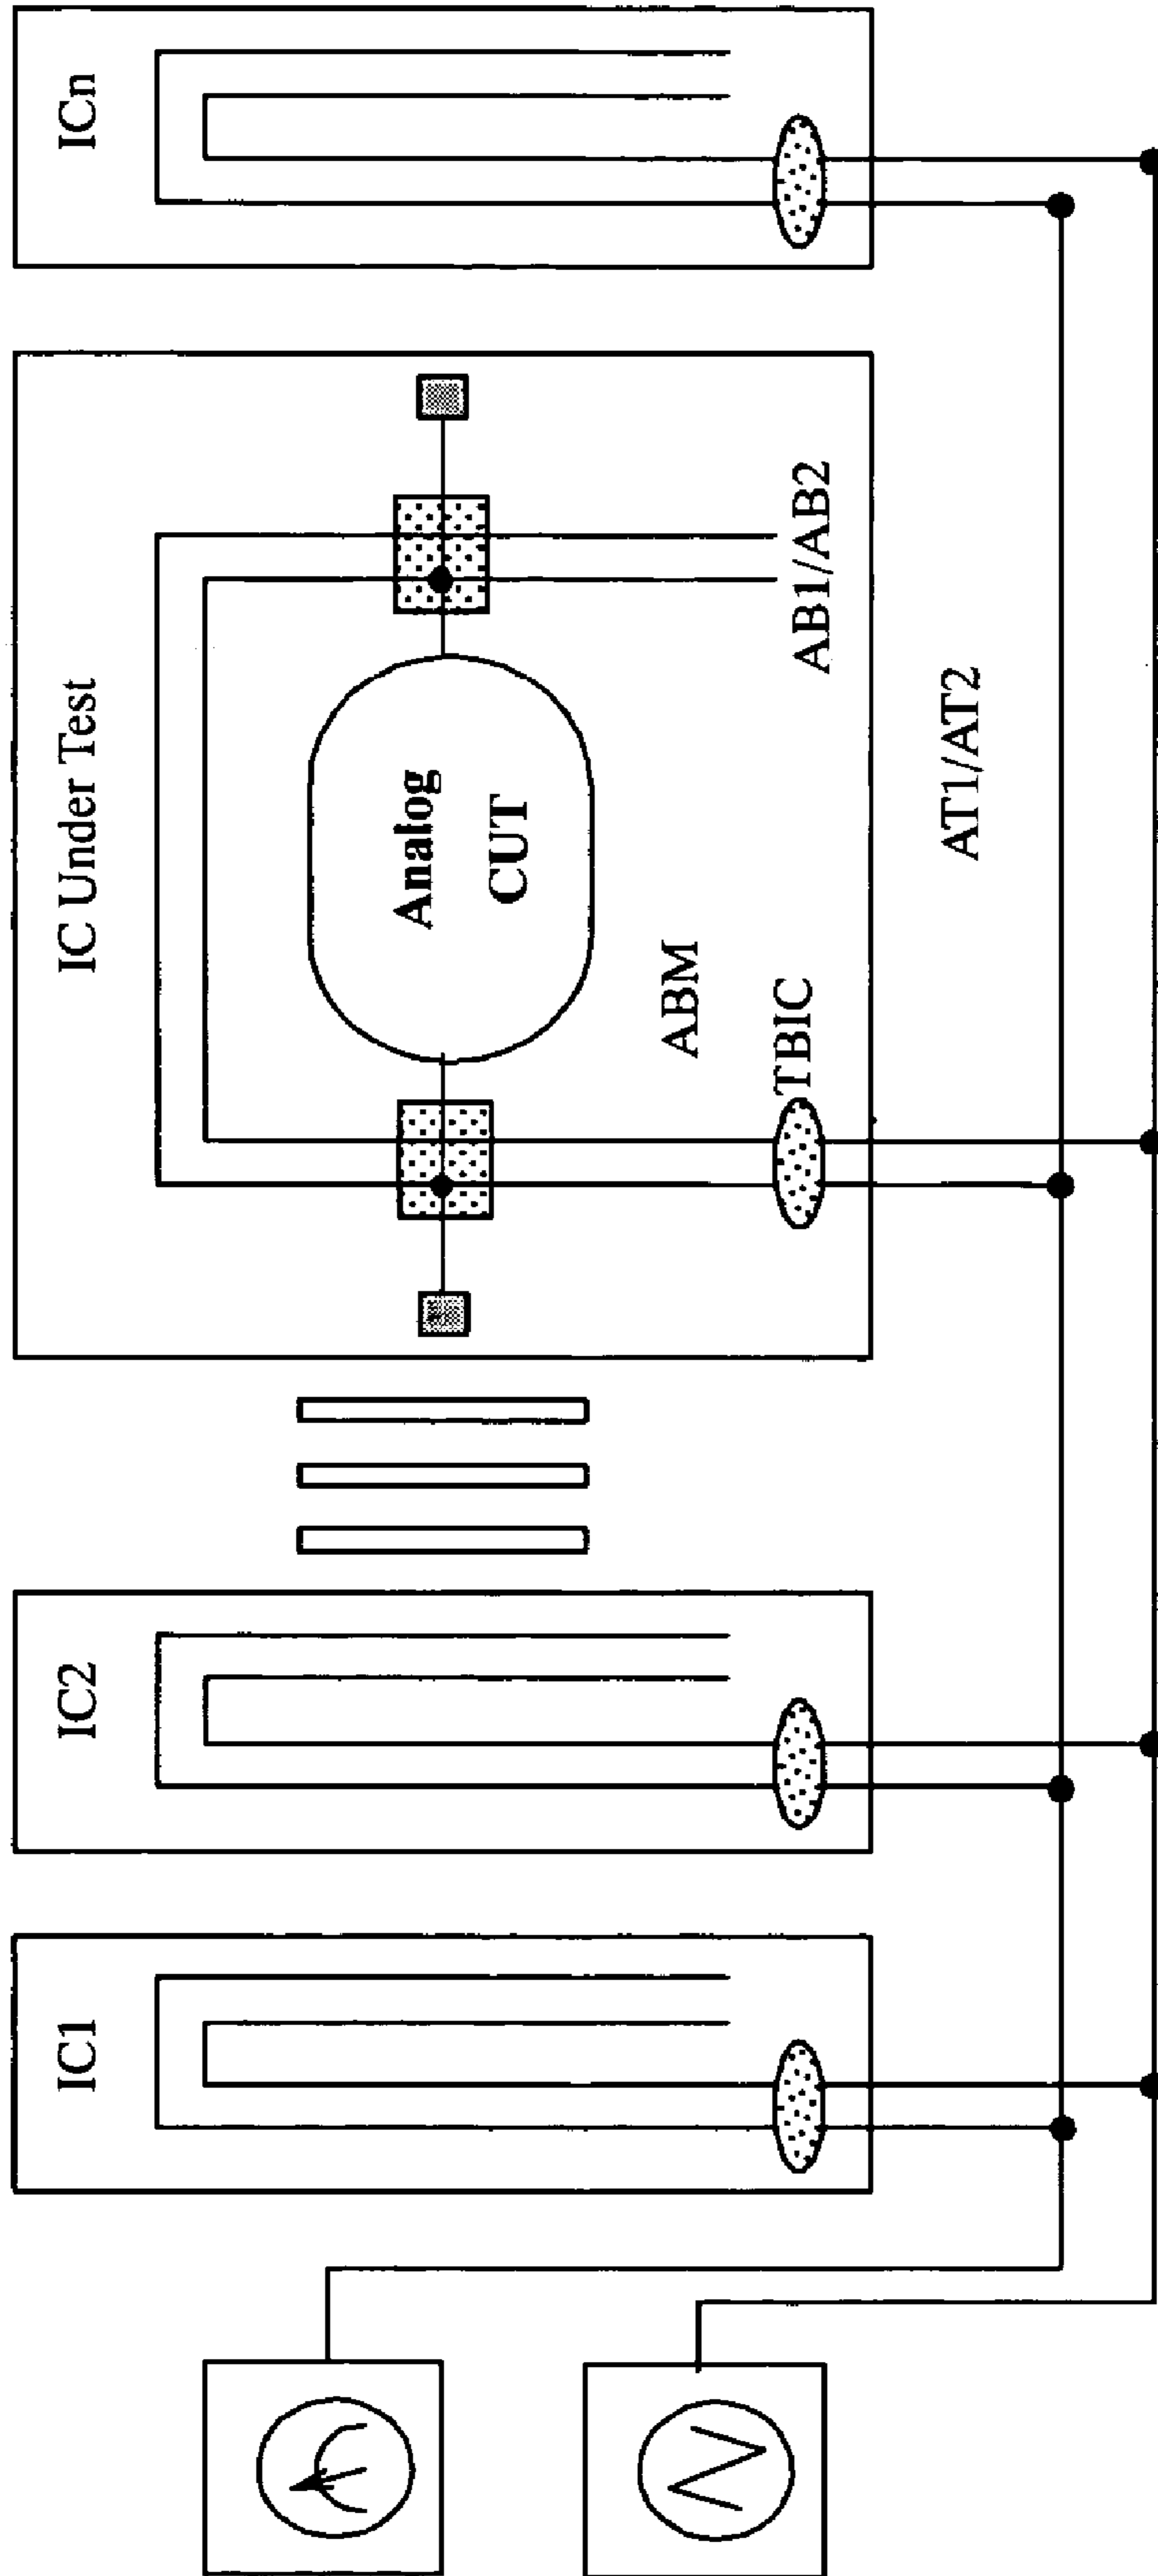 IC1
IC2
IC Under Test
ICn
Analog
CUT
ABM
TBIC
AB1/AB2
AT1/AT2